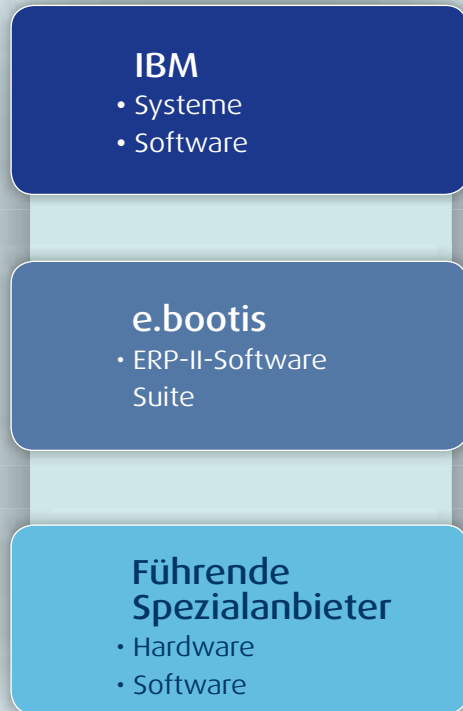 IBM
• Systeme
• Software
e.bootis
• ERP-II-Software
Suite
Führende
Spezialanbieter
• Hardware
• Software